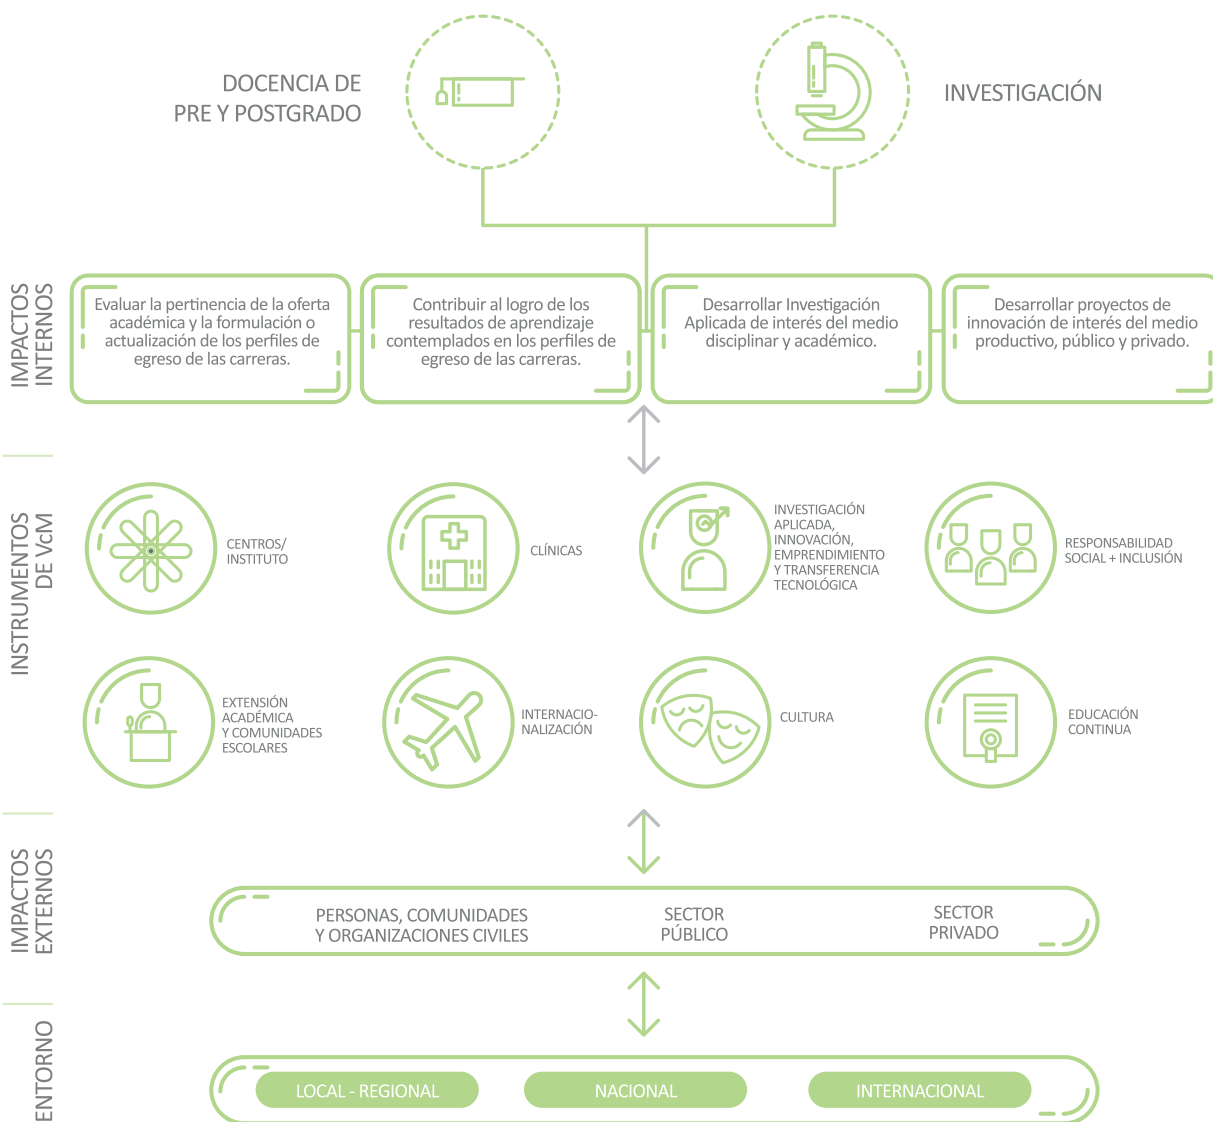 DOCENCIA DE
PRE Y POSTGRADO
INVESTIGACIÓN
IMPACTOS
INTERNOS
Evaluar la pertinencia de la oferta
académica y la formulación o
actualización de los perfiles de
egreso de las carreras.
Contribuir al logro de los
resultados de aprendizaje
contemplados en los perfiles de
egreso de las carreras.
Desarrollar Investigación
Aplicada de interés del medio
disciplinar y académico.
Desarrollar proyectos de
innovación de interés del medio
productivo, público y privado.
INSTRUMENTOS
DE VcM
CENTROS/
INSTITUTO
CLÍNICAS
INVESTIGACIÓN
APLICADA,
INNOVACIÓN,
EMPRENDIMIENTO
Y TRANSFERENCIA
TECNOLÓGICA
RESPONSABILIDAD
SOCIAL + INCLUSIÓN
EXTENSIÓN
ACADÉMICA
Y COMUNIDADES
ESCOLARES
INTERNACIO-
NALIZACIÓN
CULTURA
EDUCACIÓN
CONTINUA
IMPACTOS
EXTERNOS
PERSONAS, COMUNIDADES
Y ORGANIZACIONES CIVILES
SECTOR
PÚBLICO
SECTOR
PRIVADO
ENTORNO
LOCAL - REGIONAL
NACIONAL
INTERNACIONAL